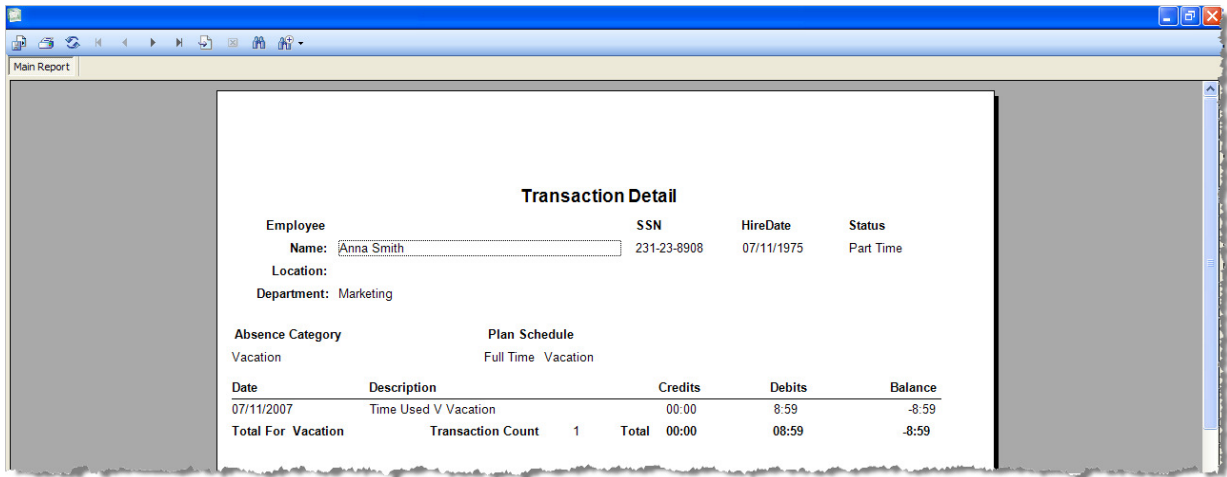 Main Report
Transaction Detail
Employee SSN HireDate Status
Name: Anna Smith 231-23-8908 07/11/1975 Part Time
Location:
Department: Marketing
Absence Category Plan Schedule
Vacation Full Time Vacation
Date Description Credits Debits Balance
07/11/2007 Time Used V Vacation 00:00 8:59 -8:59
Total For Vacation Transaction Count 1 Total 00:00 08:59 -8:59